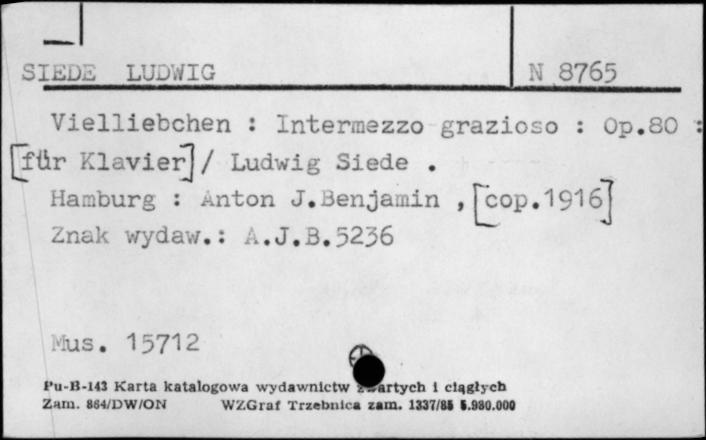 SIEDE LUDWIG N 8765
Vielliebchen : Intermezzo grazioso : Op.80 :
[für Klavier] / Ludwig Siede .
Hamburg : Anton J.Benjamin , [cop.1916]
Znak wydaw.: A.J.B.5236
Mus. 15712
Pu-B-143 Karta katalogowa wydawnictw zwartych i ciągłych
Zam. 864/DW/ON WZGraf Trzebnica zam. 1337/85 5.980.000